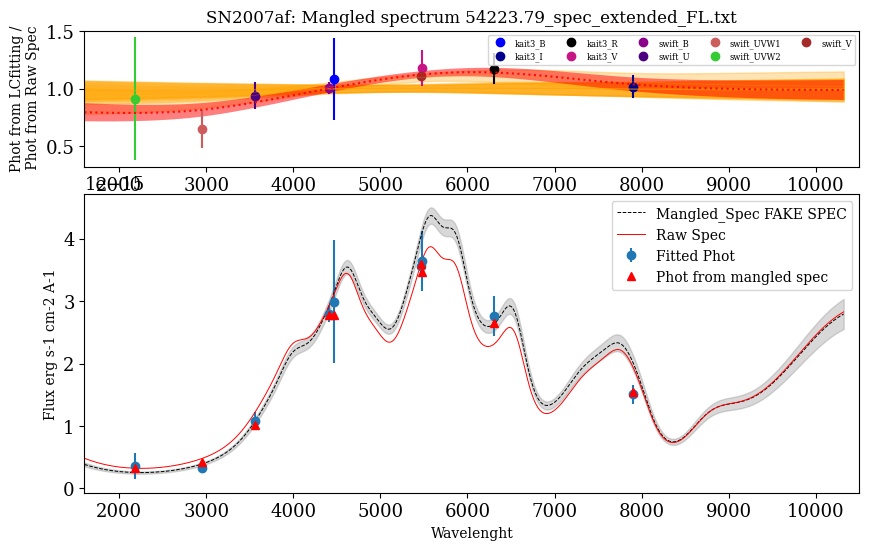 SN2007af: Mangled spectrum 54223.79_spec_extended_FL.txt
Phot from LCfitting /
Phot from Raw Spec
1.5
1.0
0.5
kait3_B kait3_R swift_B swift_UVW1 swift_V
kait3_I kait3_V swift_U swift_UVW2
2000 3000 4000 5000 6000 7000 8000 9000 10000
1e−15
Flux erg s-1 cm-2 A-1
4
3
2
1
0
Mangled_Spec FAKE SPEC
Raw Spec
Fitted Phot
Phot from mangled spec
2000 3000 4000 5000 6000 7000 8000 9000 10000
Wavelenght